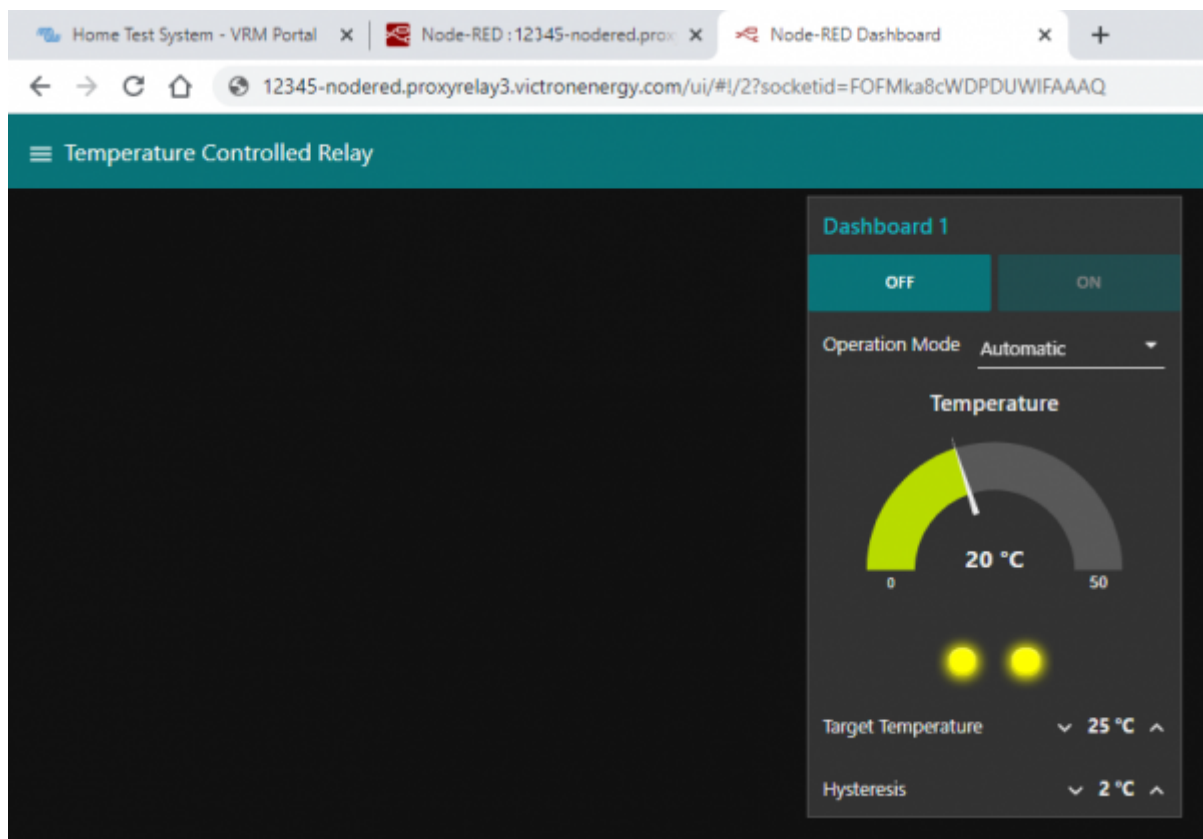 Home Test System - VRM Portal
Node-RED : 12345-nodered.prox
Node-RED Dashboard
12345-nodered.proxyrelay3.victronenergy.com/ui/#!/2?socketid=FOFMka8cWDPDUWIFAAAQ
Temperature Controlled Relay
Dashboard 1
OFF ON
Operation Mode Automatic
Temperature
20 °C
0 50
Target Temperature 25 °C
Hysteresis 2 °C